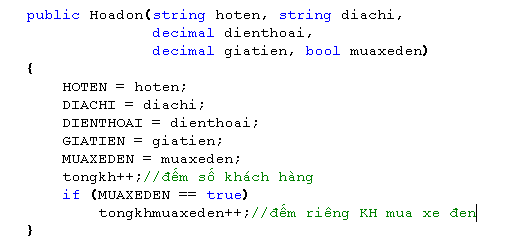 public Hoadon(string hoten, string diachi,
decimal dienthoai,
decimal giatien, bool muaxeden)
{
HOTEN = hoten;
DIACHI = diachi;
DIENTHOAI = dienthoai;
GIATIEN = giatien;
MUAXEDEN = muaxeden;
tongkh++;//đếm số khách hàng
if (MUAXEDEN == true)
tongkhmuaxeden++;//đếm riêng KH mua xe đen
}